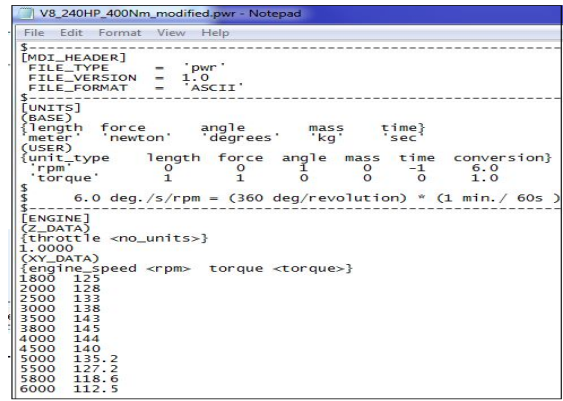 V8_240HP_400Nm_modified.pwr - Notepad
File Edit Format View Help
$---------------------------------------------------------------------
[MDI_HEADER]
FILE_TYPE = 'pwr'
FILE_VERSION = 1.0
FILE_FORMAT = 'ASCII'
$---------------------------------------------------------------------
[UNITS]
(BASE)
{length force angle mass time}
'meter' 'newton' 'degrees' 'kg' 'sec'
(USER)
{unit_type length force angle mass time conversion}
'rpm' 0 0 1 0 -1 6.0
'torque' 1 1 0 0 0 1.0
$
$ 6.0 deg./s/rpm = (360 deg/revolution) * (1 min./ 60s )
$---------------------------------------------------------------------
[ENGINE]
(Z_DATA)
{throttle <no_units>}
1.0000
(XY_DATA)
{engine_speed <rpm> torque <torque>}
1800 125
2000 128
2500 133
3000 138
3500 143
3800 145
4000 144
4500 140
5000 135.2
5500 127.2
5800 118.6
6000 112.5